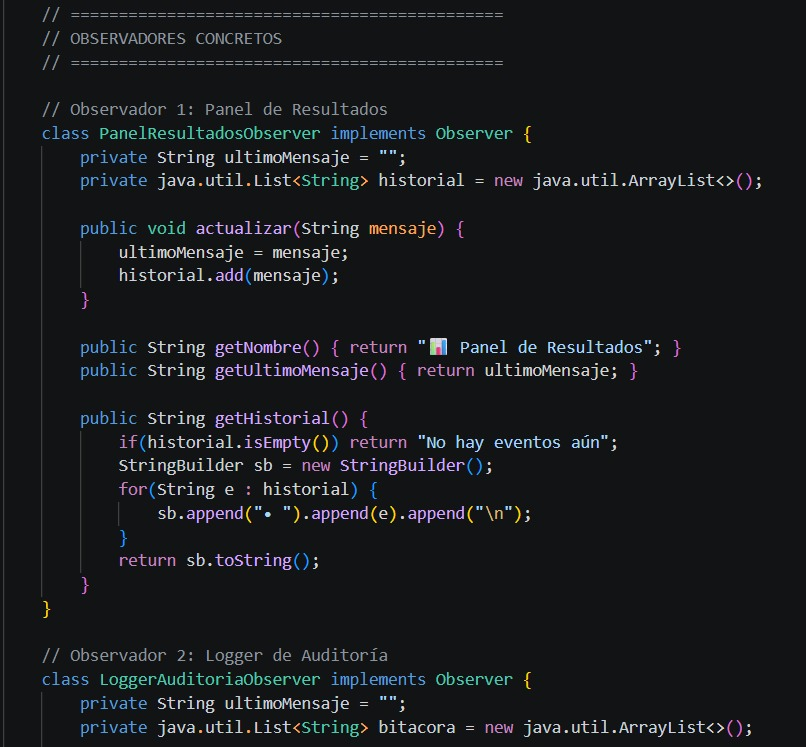 // =============================================
// OBSERVADORES CONCRETOS
// =============================================
// Observador 1: Panel de Resultados
class PanelResultadosObserver implements Observer {
private String ultimoMensaje = "";
private java.util.List<String> historial = new java.util.ArrayList<>();
public void actualizar(String mensaje) {
ultimoMensaje = mensaje;
historial.add(mensaje);
}
public String getNombre() { return "📊 Panel de Resultados"; }
public String getUltimoMensaje() { return ultimoMensaje; }
public String getHistorial() {
if(historial.isEmpty()) return "No hay eventos aún";
StringBuilder sb = new StringBuilder();
for(String e : historial) {
sb.append("• ").append(e).append("\n");
}
return sb.toString();
}
}
// Observador 2: Logger de Auditoría
class LoggerAuditoriaObserver implements Observer {
private String ultimoMensaje = "";
private java.util.List<String> bitacora = new java.util.ArrayList<>();